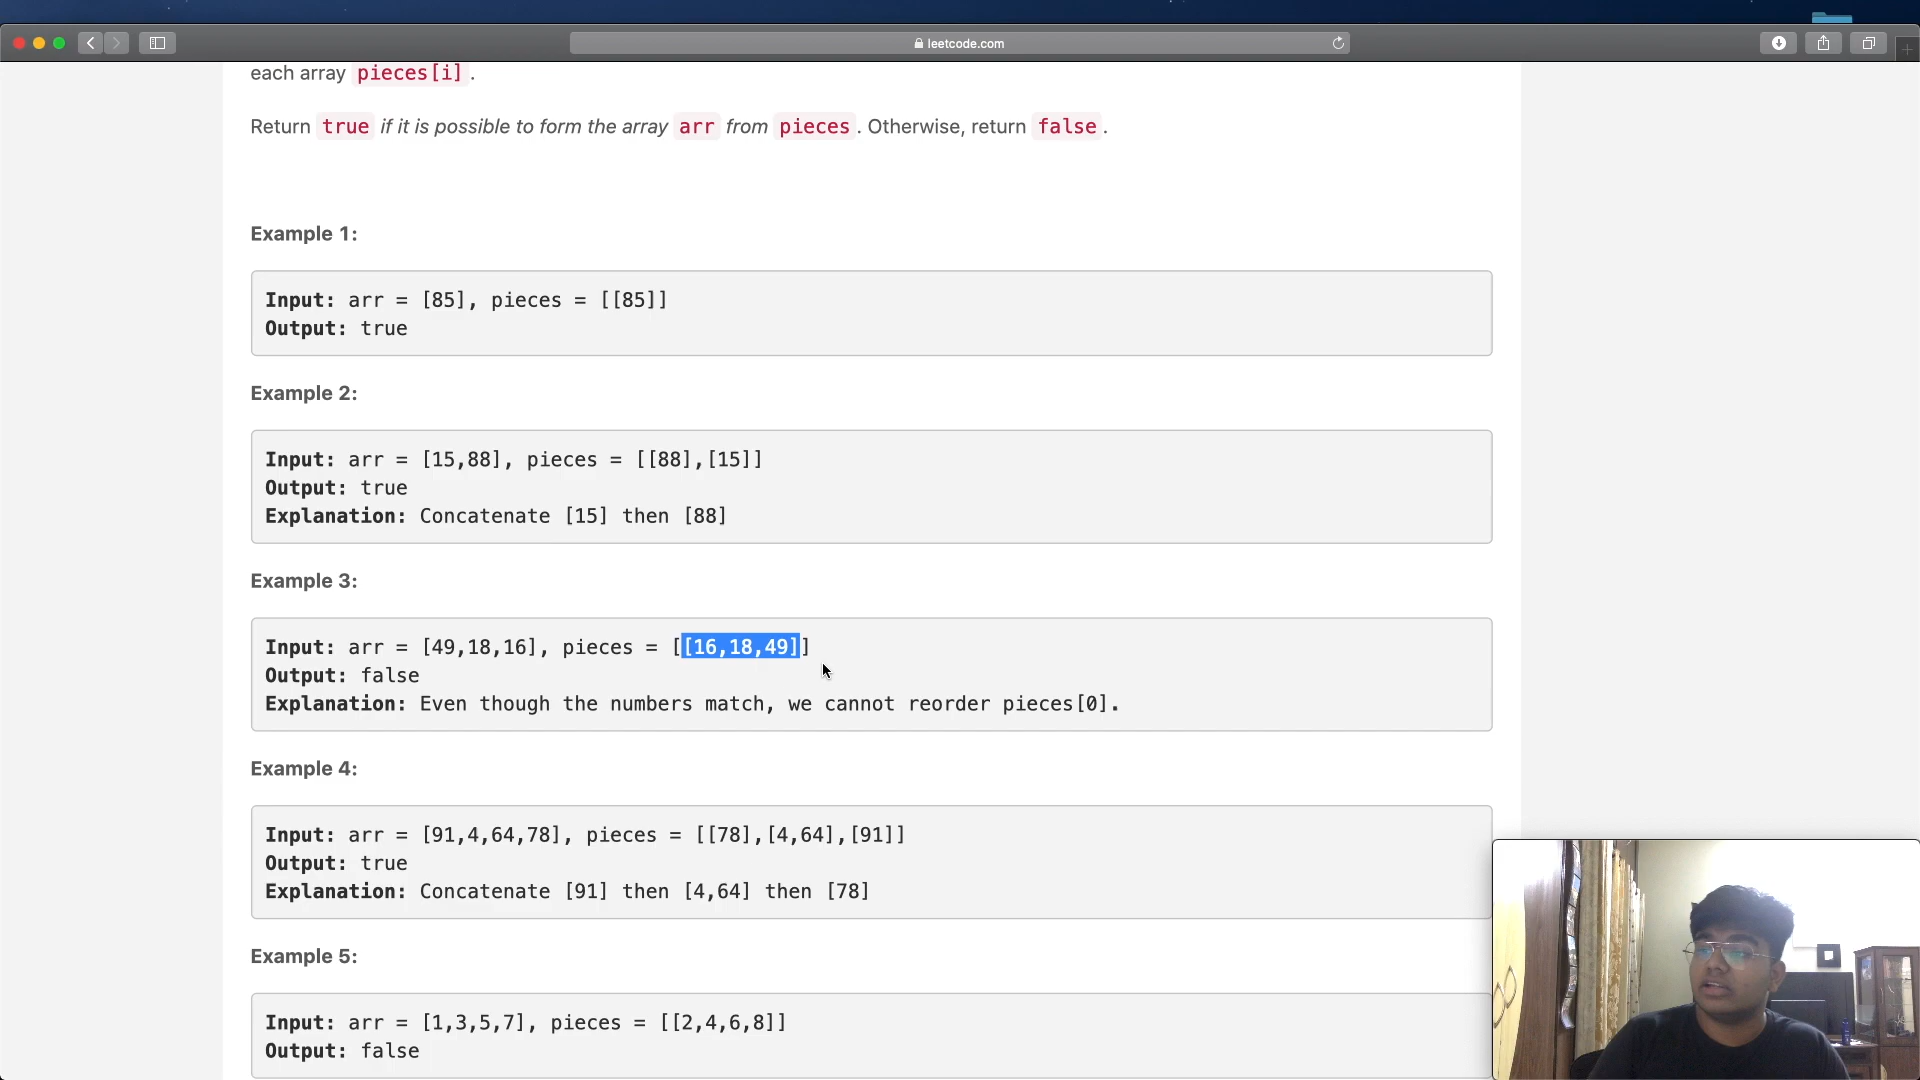 leetcode.com
each array pieces[i] .
Return true if it is possible to form the array arr from pieces . Otherwise, return false .
Example 1:
Input: arr = [85], pieces = [[85]]
Output: true
Example 2:
Input: arr = [15,88], pieces = [[88],[15]]
Output: true
Explanation: Concatenate [15] then [88]
Example 3:
Input: arr = [49,18,16], pieces = [[16,18,49]]
Output: false
Explanation: Even though the numbers match, we cannot reorder pieces[0].
Example 4:
Input: arr = [91,4,64,78], pieces = [[78],[4,64],[91]]
Output: true
Explanation: Concatenate [91] then [4,64] then [78]
Example 5:
Input: arr = [1,3,5,7], pieces = [[2,4,6,8]]
Output: false